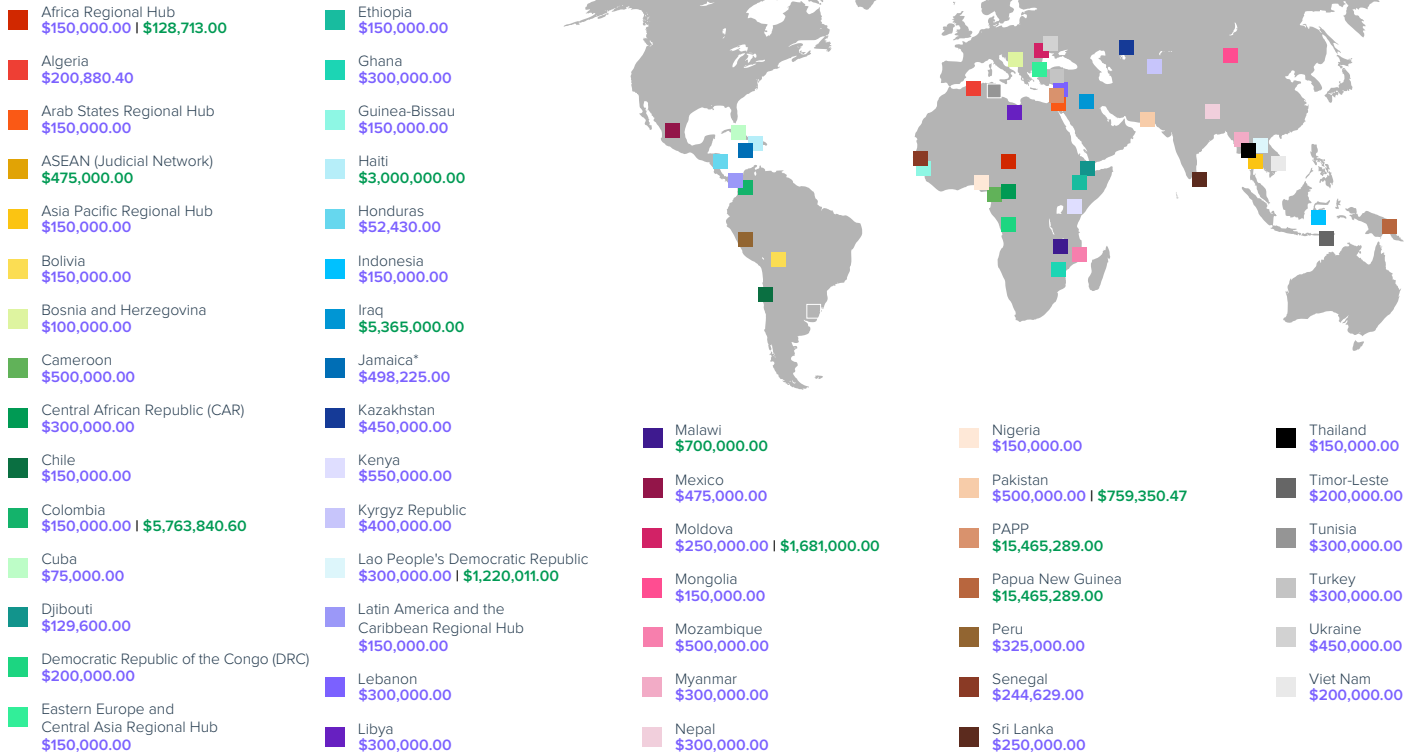 Africa Regional Hub
$150,000.00 | $128,713.00
Algeria
$200,880.40
Arab States Regional Hub
$150,000.00
ASEAN (Judicial Network)
$475,000.00
Asia Pacific Regional Hub
$150,000.00
Bolivia
$150,000.00
Bosnia and Herzegovina
$100,000.00
Cameroon
$500,000.00
Central African Republic (CAR)
$300,000.00
Chile
$150,000.00
Colombia
$150,000.00 | $5,763,840.60
Cuba
$75,000.00
Djibouti
$129,600.00
Democratic Republic of the Congo (DRC)
$200,000.00
Eastern Europe and
Central Asia Regional Hub
$150,000.00
Ethiopia
$150,000.00
Ghana
$300,000.00
Guinea-Bissau
$150,000.00
Haiti
$3,000,000.00
Honduras
$52,430.00
Indonesia
$150,000.00
Iraq
$5,365,000.00
Jamaica*
$498,225.00
Kazakhstan
$450,000.00
Kenya
$550,000.00
Kyrgyz Republic
$400,000.00
Lao People's Democratic Republic
$300,000.00 | $1,220,011.00
Latin America and the
Caribbean Regional Hub
$150,000.00
Lebanon
$300,000.00
Libya
$300,000.00
Malawi
$700,000.00
Mexico
$475,000.00
Moldova
$250,000.00 | $1,681,000.00
Mongolia
$150,000.00
Mozambique
$500,000.00
Myanmar
$300,000.00
Nepal
$300,000.00
Nigeria
$150,000.00
Pakistan
$500,000.00 | $759,350.47
PAPP
$15,465,289.00
Papua New Guinea
$15,465,289.00
Peru
$325,000.00
Senegal
$244,629.00
Sri Lanka
$250,000.00
Thailand
$150,000.00
Timor-Leste
$200,000.00
Tunisia
$300,000.00
Turkey
$300,000.00
Ukraine
$450,000.00
Viet Nam
$200,000.00